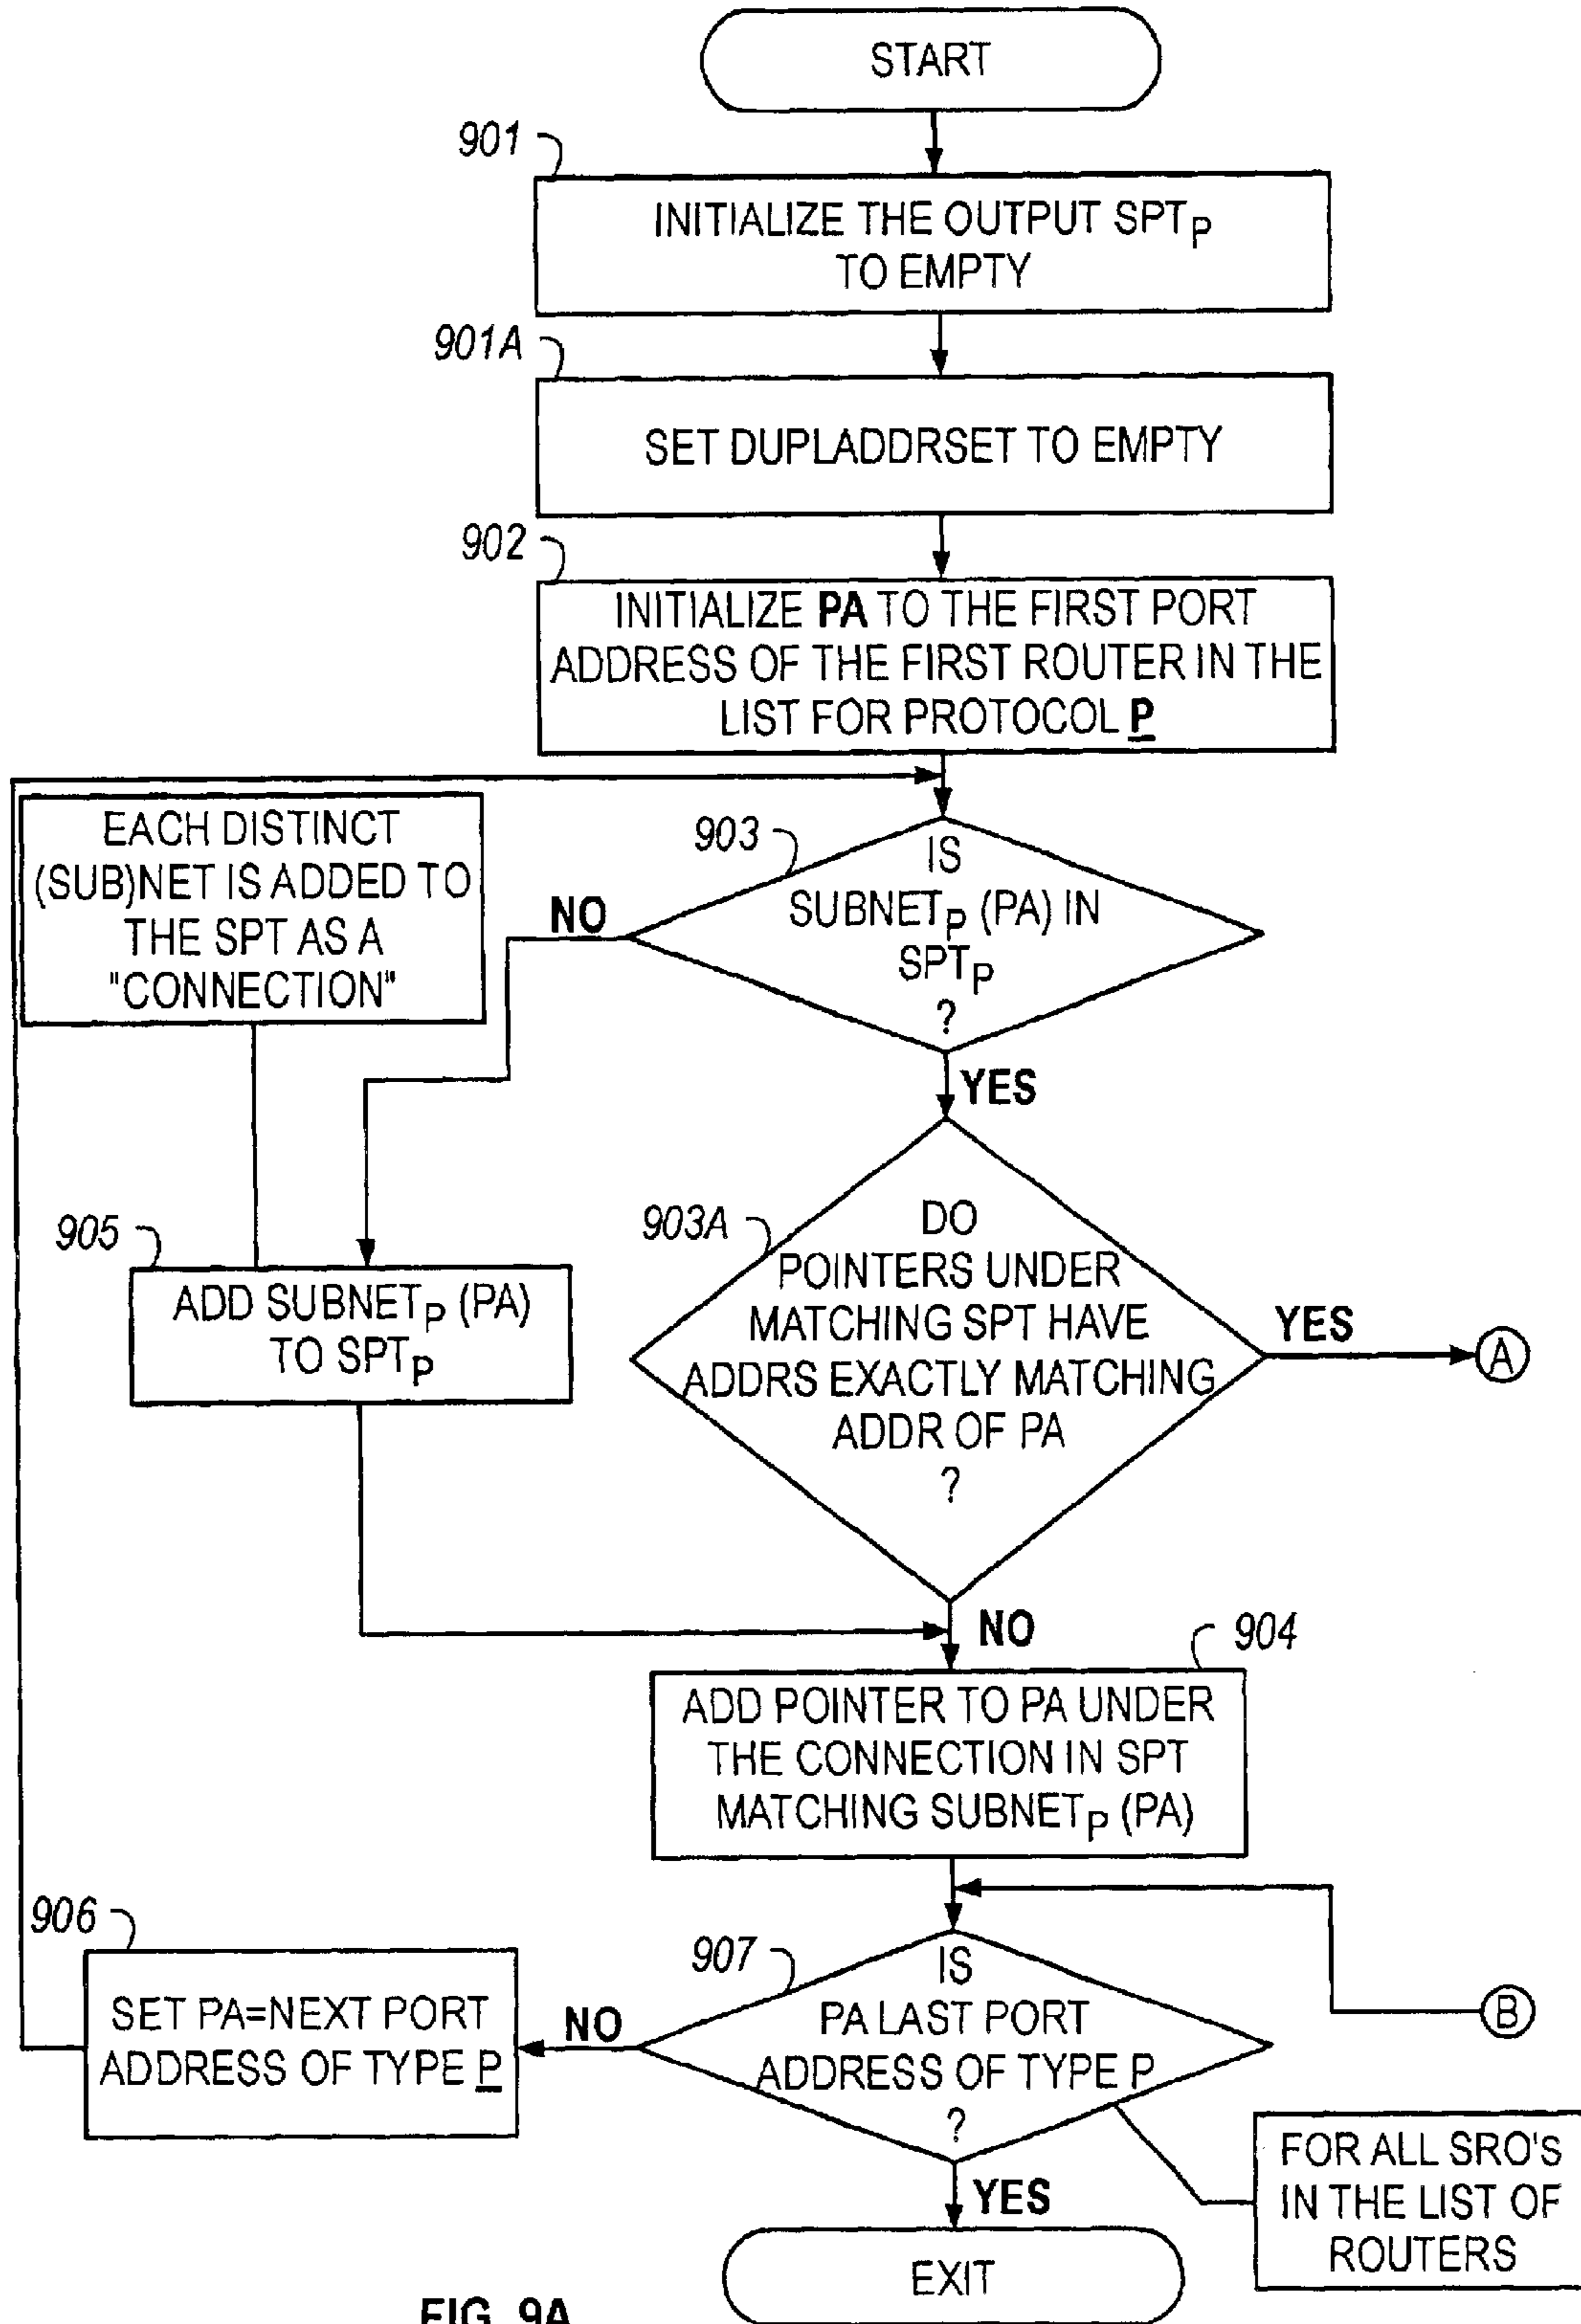 START
901
INITIALIZE THE OUTPUT SPTP
TO EMPTY
901A
SET DUPLADDRSET TO EMPTY
902
INITIALIZE PA TO THE FIRST PORT
ADDRESS OF THE FIRST ROUTER IN THE
LIST FOR PROTOCOL P
EACH DISTINCT
(SUB)NET IS ADDED TO
THE SPT AS A
"CONNECTION"
903
IS
SUBNETP (PA) IN
SPTP
?
NO
YES
903A
DO
POINTERS UNDER
MATCHING SPT HAVE
ADDRS EXACTLY MATCHING
ADDR OF PA
?
YES
A
905
ADD SUBNETP (PA)
TO SPTP
NO
904
ADD POINTER TO PA UNDER
THE CONNECTION IN SPT
MATCHING SUBNETP (PA)
906
SET PA=NEXT PORT
ADDRESS OF TYPE P
NO
907
IS
PA LAST PORT
ADDRESS OF TYPE P
?
B
FOR ALL SRO'S
IN THE LIST OF
ROUTERS
YES
EXIT
FIG. 9A